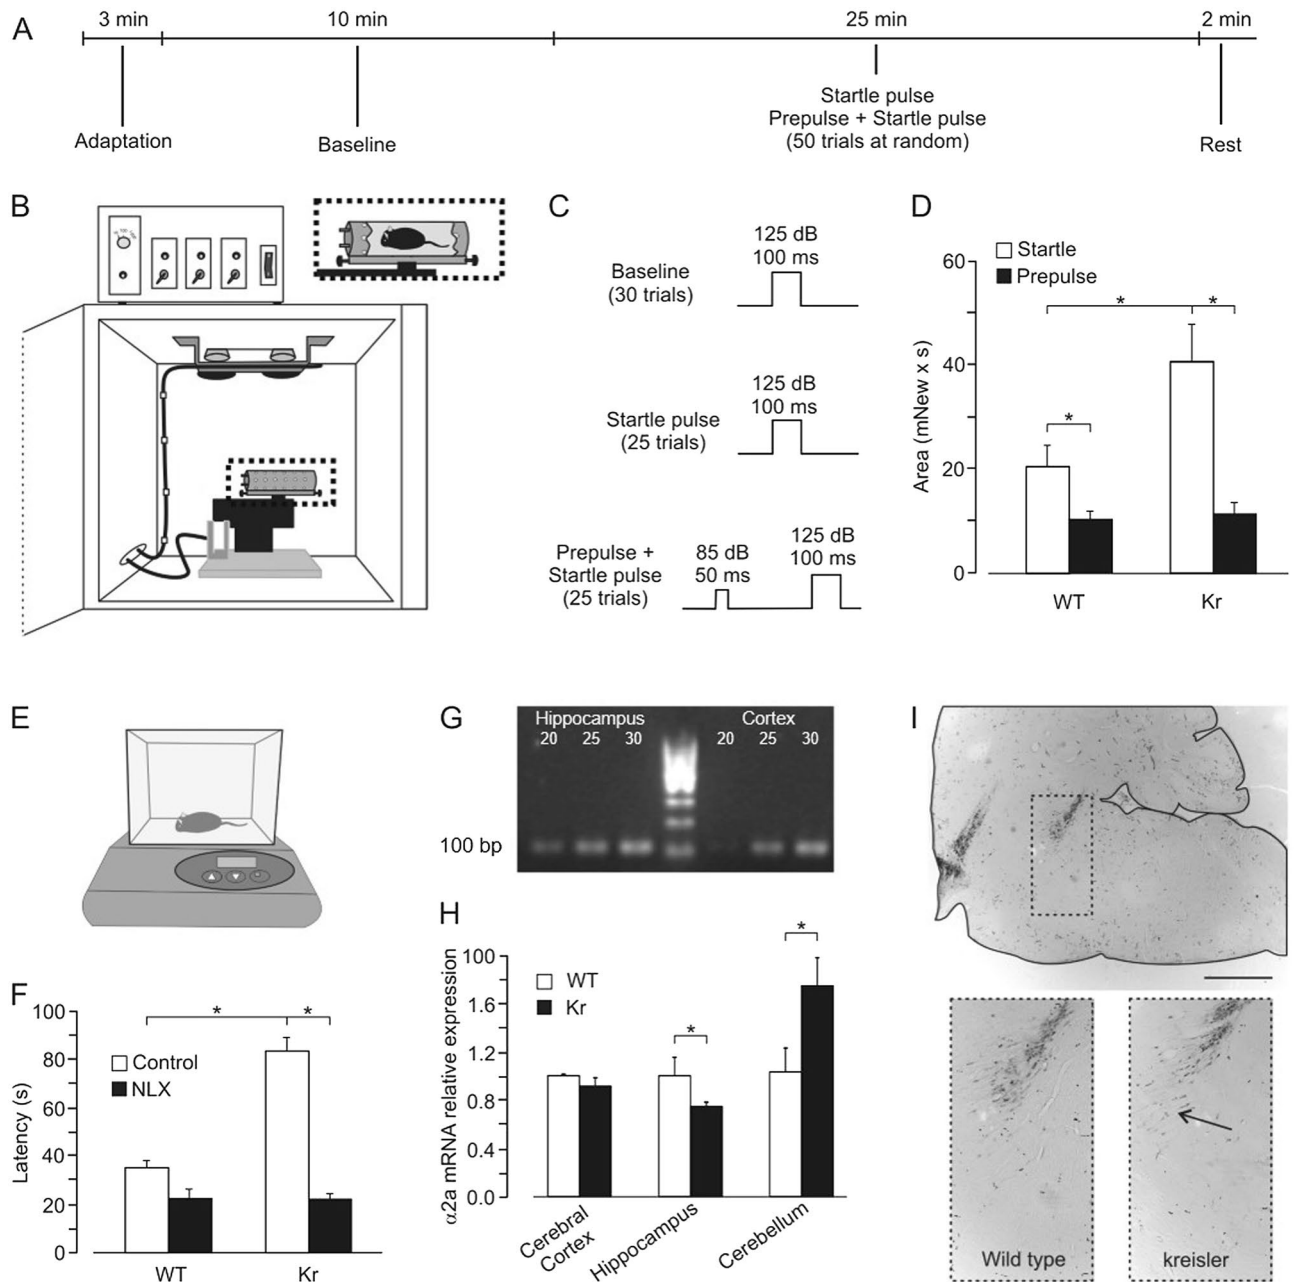 A
3 min
10 min
25 min
2 min
Adaptation
Baseline
Startle pulse
Prepulse + Startle pulse
(50 trials at random)
Rest
B
C
Baseline
(30 trials)
125 dB
100 ms
Startle pulse
(25 trials)
125 dB
100 ms
Prepulse +
Startle pulse
(25 trials)
85 dB
50 ms
125 dB
100 ms
D
Startle
Prepulse
Area (mNew x s)
60
40
20
0
*
*
*
WT
Kr
E
F
Control
NLX
Latency (s)
100
80
60
40
20
0
*
*
WT
Kr
G
Hippocampus
Cortex
20 25 30
20 25 30
100 bp
H
WT
Kr
α2a mRNA relative expression
100
1.6
1.2
0.8
0.4
0.0
*
*
Cerebral
Cortex
Hippocampus
Cerebellum
I
Wild type
kreisler